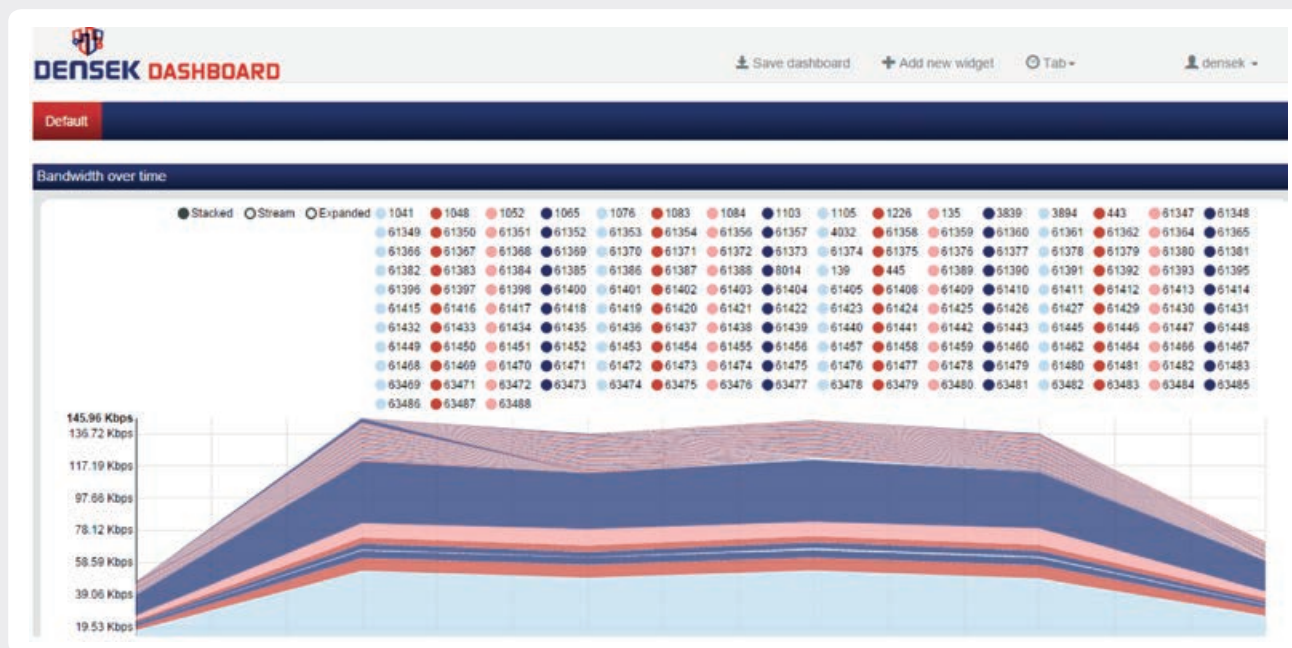 DENSEK DASHBOARD
Save dashboard Add new widget Tab densek
Default
Bandwidth over time
Stacked Stream Expanded 1041 1048 1052 1065 1076 1083 1084 1103 1105 1226 135 3839 3894 443 61347 61348
61349 61350 61351 61352 61353 61354 61356 61357 4032 61358 61359 61360 61361 61362 61364 61365
61366 61367 61368 61369 61370 61371 61372 61373 61374 61375 61376 61377 61378 61379 61380 61381
61382 61383 61384 61385 61386 61387 61388 8014 139 445 61389 61390 61391 61392 61393 61395
61396 61397 61398 61400 61401 61402 61403 61404 61405 61408 61409 61410 61411 61412 61413 61414
61415 61416 61417 61418 61419 61420 61421 61422 61423 61424 61425 61426 61427 61429 61430 61431
61432 61433 61434 61435 61436 61437 61438 61439 61440 61441 61442 61443 61445 61446 61447 61448
61449 61450 61451 61452 61453 61454 61455 61456 61457 61458 61459 61460 61462 61464 61466 61467
61468 61469 61470 61471 61472 61473 61474 61475 61476 61477 61478 61479 61480 61481 61482 61483
63469 63471 63472 63473 63474 63475 63476 63477 63478 63479 63480 63481 63482 63483 63484 63485
63486 63487 63488
145.96 Kbps
136.72 Kbps
117.19 Kbps
97.66 Kbps
78.12 Kbps
58.59 Kbps
39.06 Kbps
19.53 Kbps